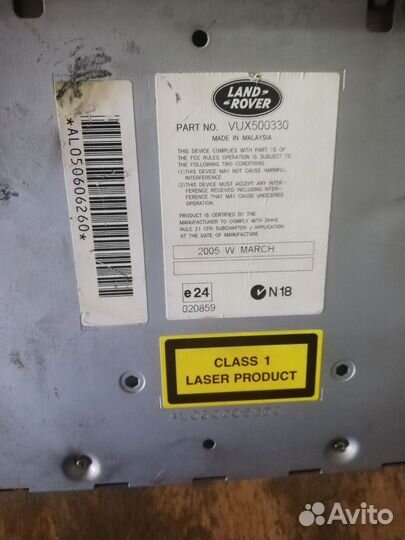 LAND-
-ROVER
PART NO. VUX500330
MADE IN MALAYSIA
THIS DEVICE COMPLIES WITH PART 15 OF
THE FCC RULES OPERATION IS SUBJECT TO
THE FOLLOWING TWO CONDITIONS.
(1) THIS DEVICE MAY NOT CAUSE HARMFUL
INTERFERENCE.
(2) THIS DEVICE MUST ACCEPT ANY INTER-
FERENCE RECEIVED INCLUDING INTER-
FERENCE THAT MAY CAUSE UNDESIRED
OPERATION.
PRODUCT IS CERTIFIED BY THE
MANUFACTURER TO COMPLY WITH DHHS
RULE 21 CFR SUBCHAPTER J APPLICATION
AT THE DATE OF MANUFACTURE.
2005 W MARCH
e24
020859
N18
*AL050606260*
CLASS 1
LASER PRODUCT
Avito